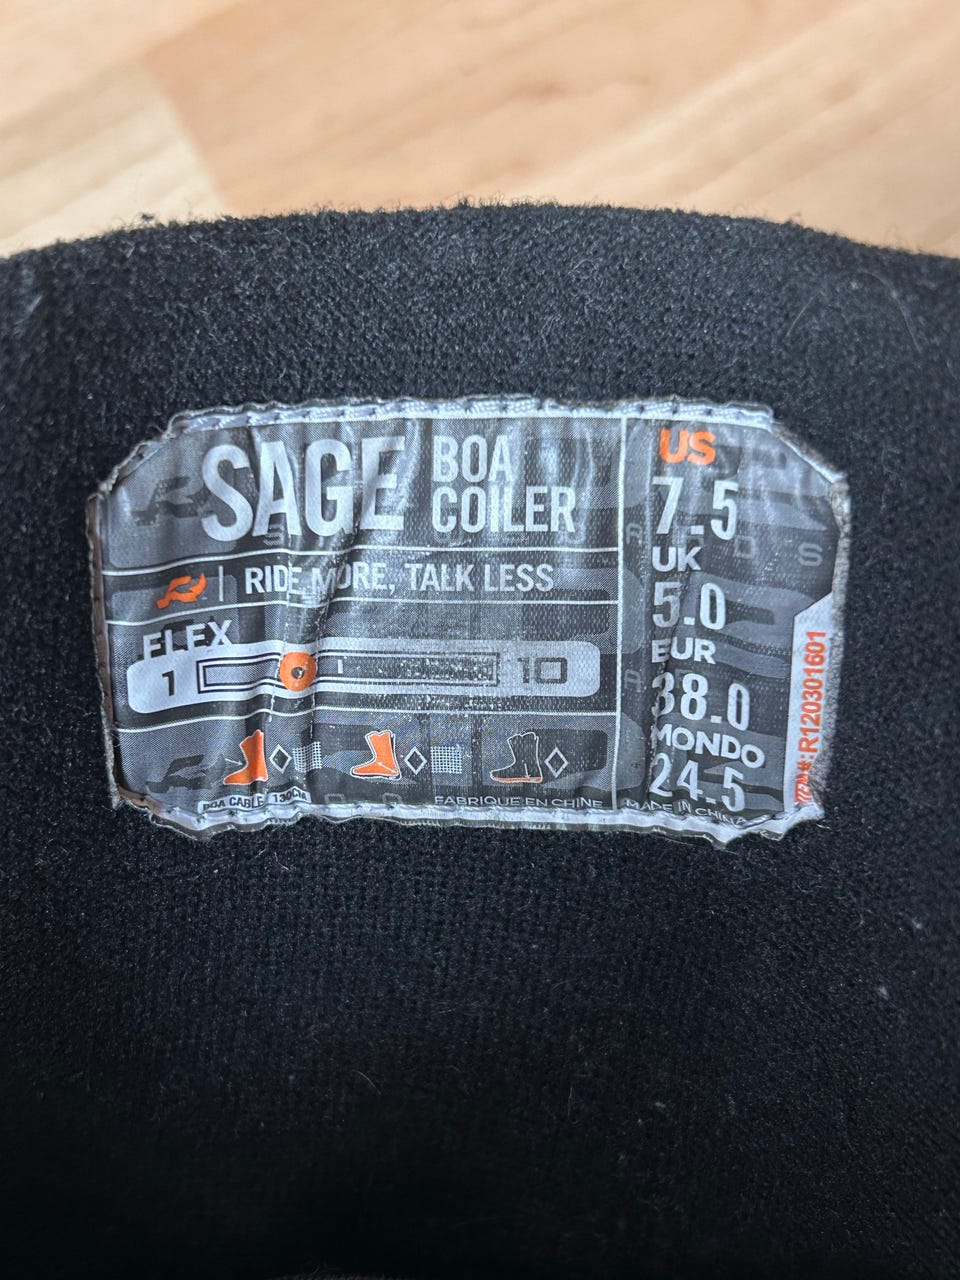 SAGE BOA
COILER
RIDE MORE, TALK LESS
FLEX
1 10
BOA CABLE 130CM
FABRIQUE EN CHINE MADE IN CHINA
US
7.5
UK
5.0
EUR
38.0
MONDO
24.5
R120301601